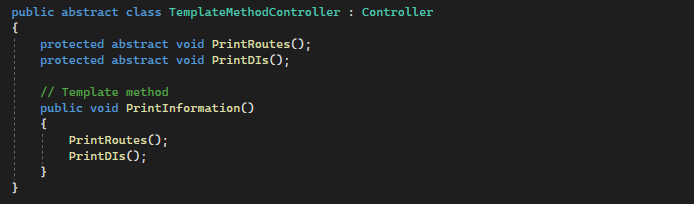 public abstract class TemplateMethodController : Controller
{
    protected abstract void PrintRoutes();
    protected abstract void PrintDIs();

    // Template method
    public void PrintInformation()
    {
        PrintRoutes();
        PrintDIs();
    }
}